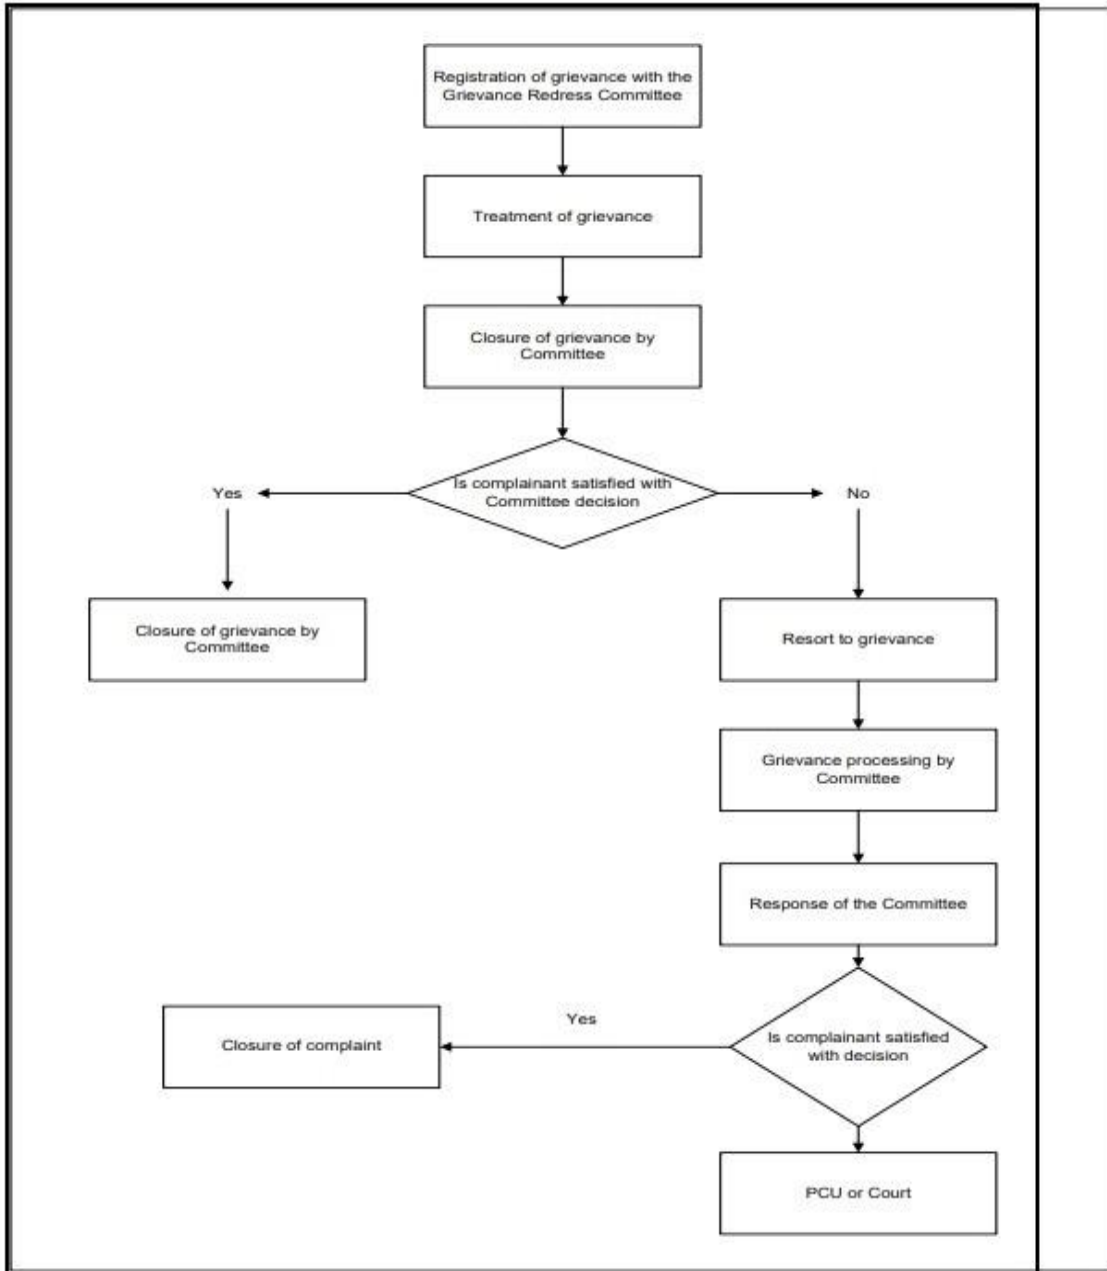 Registration of grievance with the
Grievance Redress Committee
Treatment of grievance
Closure of grievance by
Committee
Is complainant satisfied with
Committee decision
Yes
No
Closure of grievance by
Committee
Resort to grievance
Grievance processing by
Committee
Response of the Committee
Yes
Closure of complaint
Is complainant satisfied
with decision
PCU or Court